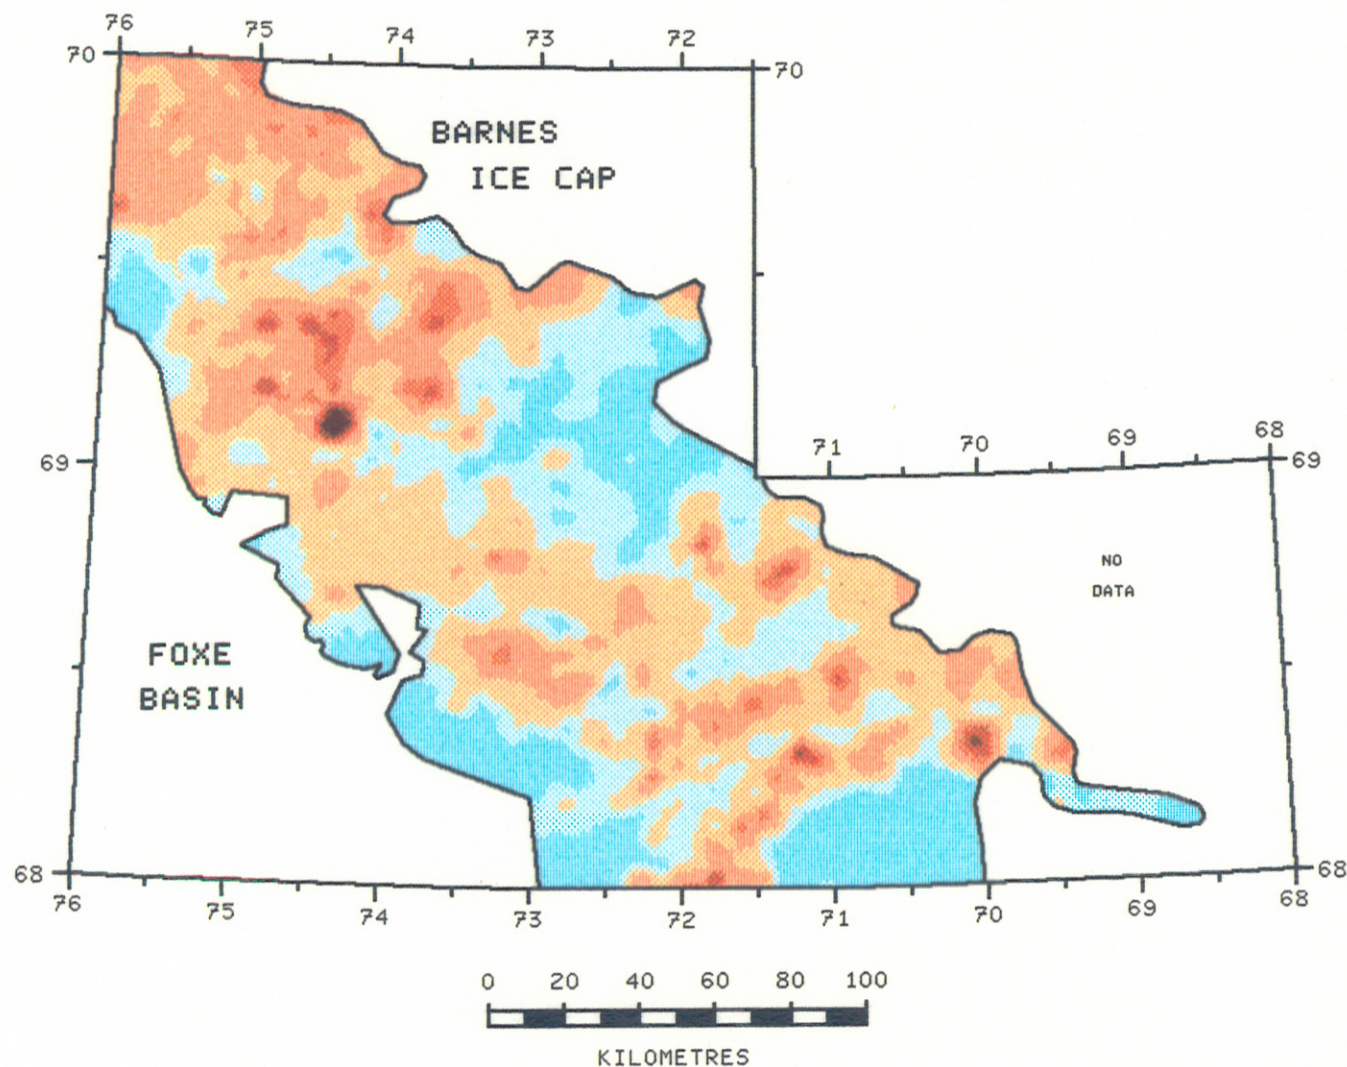 76 75 74 73 72
70 70
BARNES
ICE CAP
71 70 69 68
69 69
NO
DATA
FOXE
BASIN
68 68
76 75 74 73 72 71 70 69 68
0 20 40 60 80 100
KILOMETRES